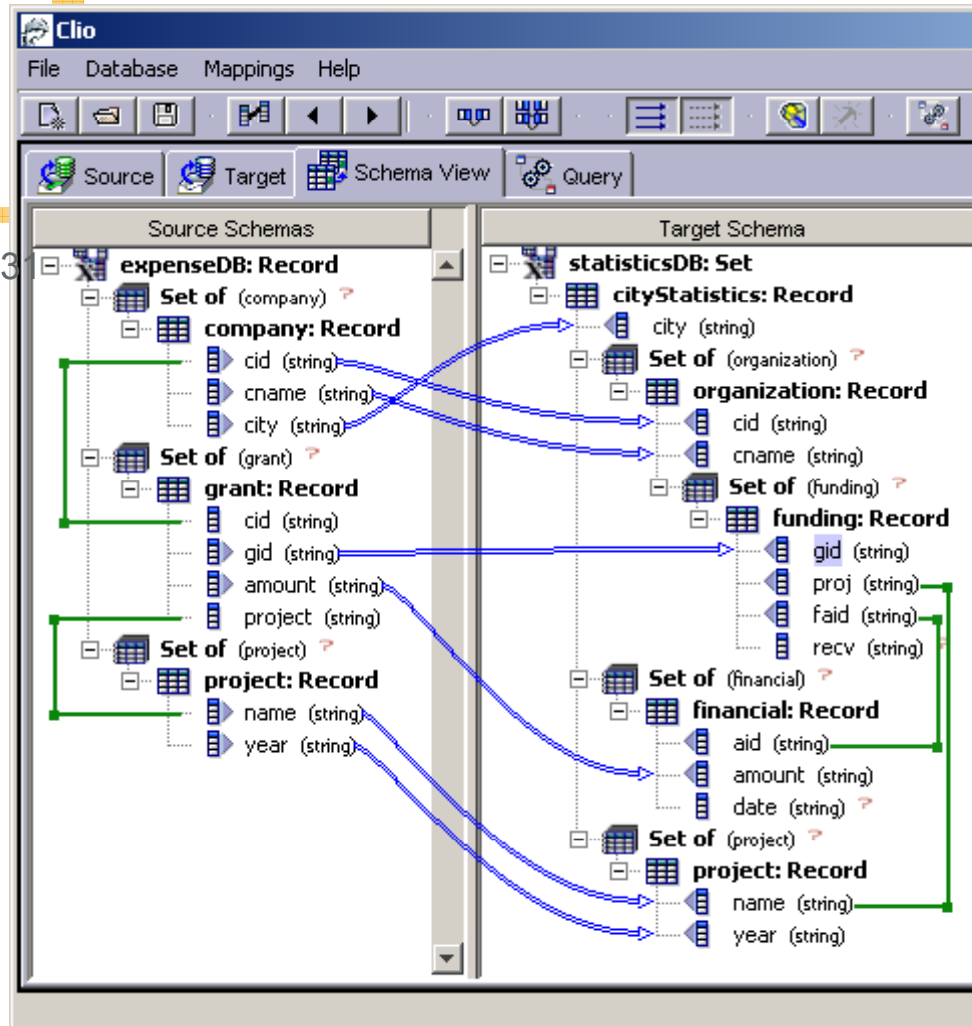 Clio
File Database Mappings Help
Source Target Schema View Query
Source Schemas
Target Schema
31
expenseDB: Record
Set of (company) ?
company: Record
cid (string)
cname (string)
city (string)
Set of (grant) ?
grant: Record
cid (string)
gid (string)
amount (string)
project (string)
Set of (project) ?
project: Record
name (string)
year (string)
statisticsDB: Set
cityStatistics: Record
city (string)
Set of (organization) ?
organization: Record
cid (string)
cname (string)
Set of (funding) ?
funding: Record
gid (string)
proj (string)
faid (string)
recv (string) ?
Set of (financial) ?
financial: Record
aid (string)
amount (string)
date (string) ?
Set of (project) ?
project: Record
name (string)
year (string)